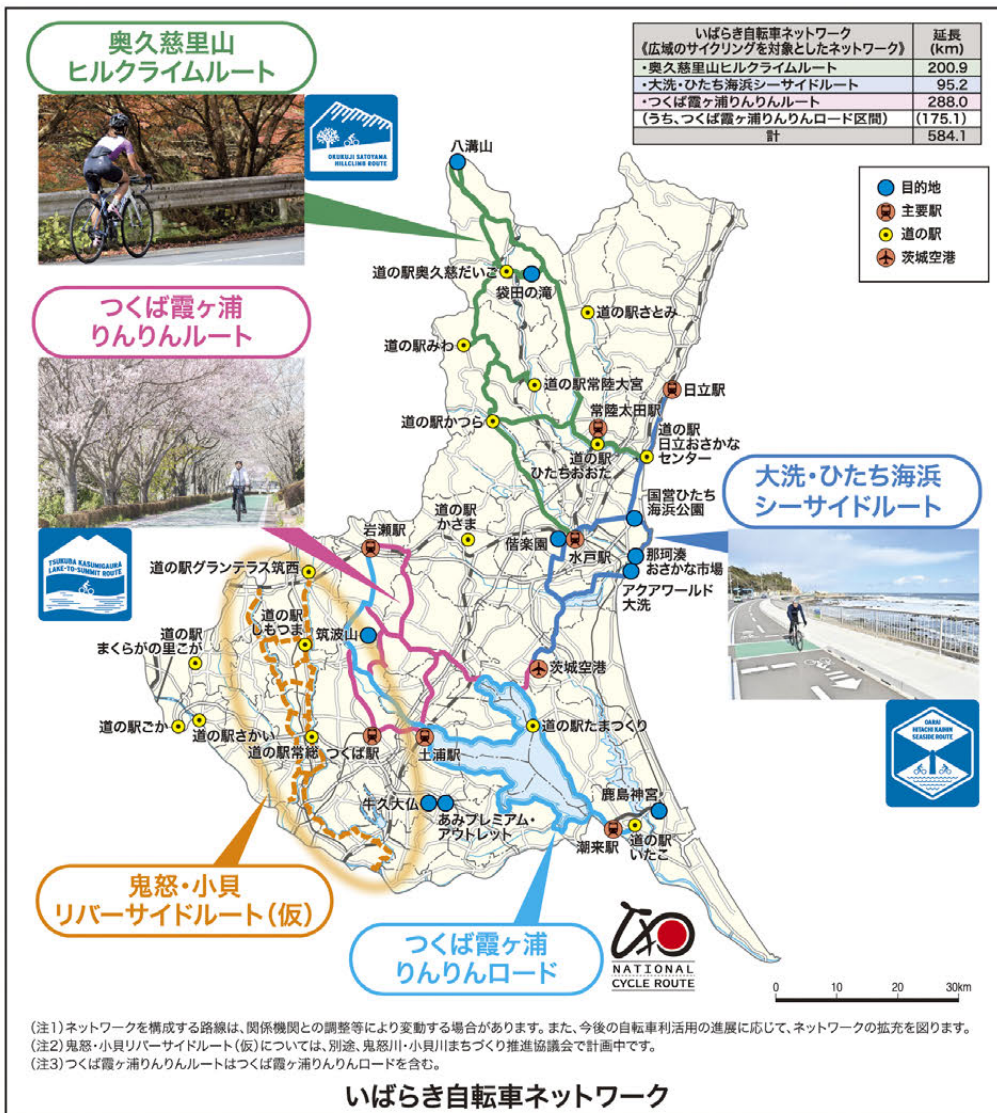 奥久慈里山
ヒルクライムルート
OKUKUJI SATOYAMA
HILLCLIMB ROUTE
いばらき自転車ネットワーク
《広域のサイクリングを対象としたネットワーク》
延長
(km)
・奥久慈里山ヒルクライムルート 200.9
・大洗・ひたち海浜シーサイドルート 95.2
・つくば霞ヶ浦りんりんルート 288.0
(うち、つくば霞ヶ浦りんりんロード区間) (175.1)
計 584.1
目的地
主要駅
道の駅
茨城空港
八溝山
道の駅奥久慈だいご
袋田の滝
道の駅さとみ
道の駅みわ
道の駅常陸大宮
日立駅
常陸太田駅
道の駅かつら
道の駅
日立おさかな
センター
道の駅
ひたちおおた
つくば霞ヶ浦
りんりんルート
TSUKUBA KASUMIGAURA
LAKE-TO-SUMMIT ROUTE
大洗・ひたち海浜
シーサイドルート
OARAI
HITACHI KAIHIN
SEASIDE ROUTE
国営ひたち
海浜公園
道の駅
かさま
岩瀬駅
偕楽園
水戸駅
那珂湊
おさかな市場
アクアワールド
大洗
道の駅グランテラス筑西
道の駅
しもつま
筑波山
道の駅
まくらがの里こが
茨城空港
道の駅ごか
道の駅さかい
道の駅常総
つくば駅
土浦駅
道の駅たまつくり
牛久大仏
あみプレミアム・
アウトレット
鹿島神宮
潮来駅
道の駅
いたこ
鬼怒・小貝
リバーサイドルート(仮)
つくば霞ヶ浦
りんりんロード
NATIONAL
CYCLE ROUTE
0 10 20 30km
(注1)ネットワークを構成する路線は、関係機関との調整等により変動する場合があります。また、今後の自転車利活用の進展に応じて、ネットワークの拡充を図ります。
(注2)鬼怒・小貝リバーサイドルート(仮)については、別途、鬼怒川・小貝川まちづくり推進協議会で計画中です。
(注3)つくば霞ヶ浦りんりんルートはつくば霞ヶ浦りんりんロードを含む。
いばらき自転車ネットワーク